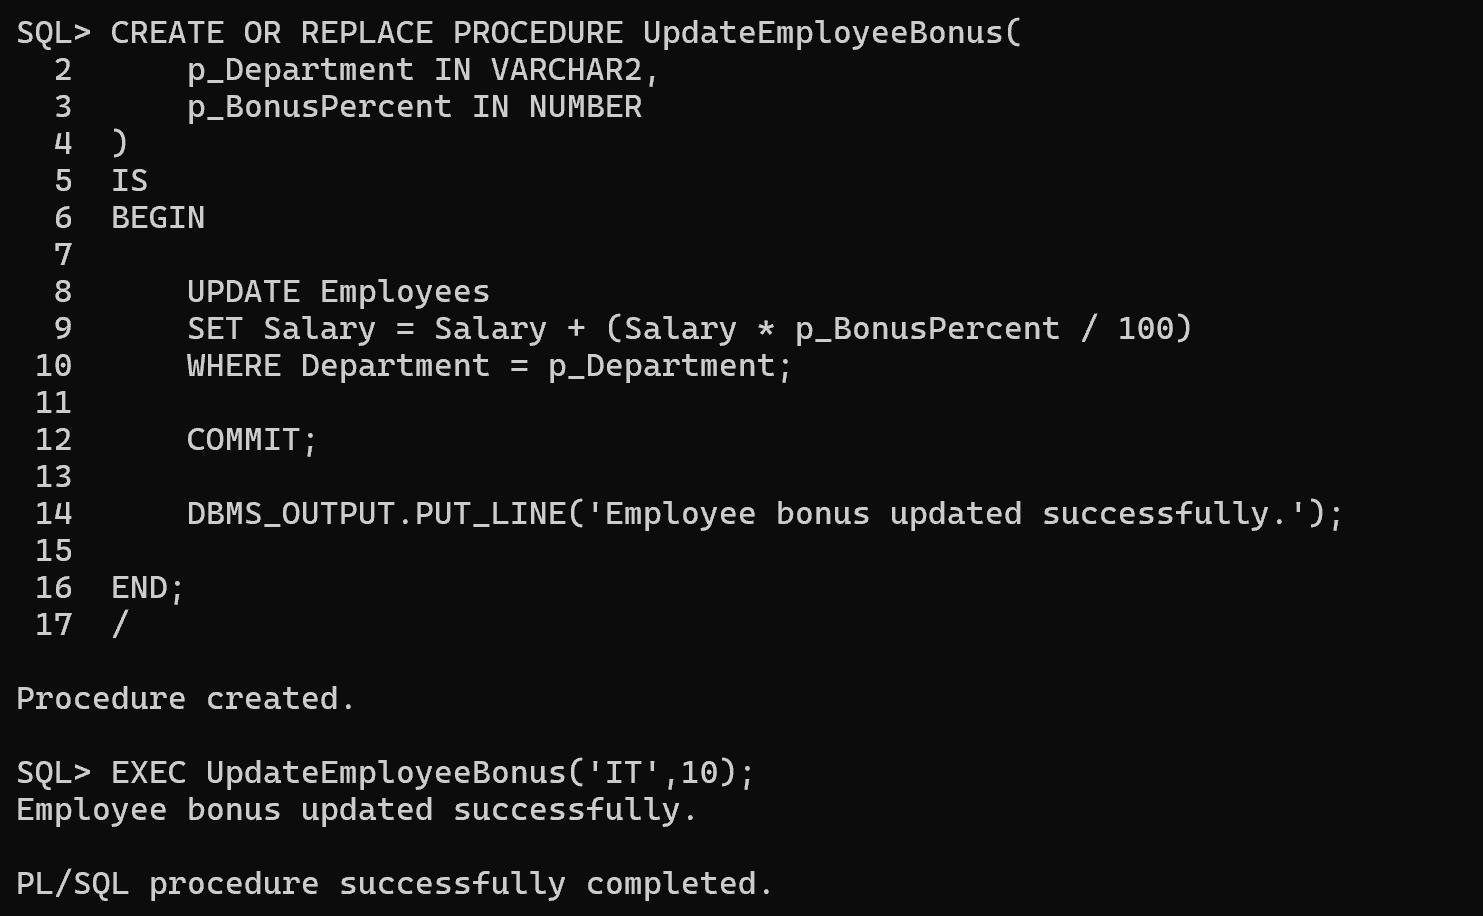 SQL> CREATE OR REPLACE PROCEDURE UpdateEmployeeBonus(
  2      p_Department IN VARCHAR2,
  3      p_BonusPercent IN NUMBER
  4  )
  5  IS
  6  BEGIN
  7
  8      UPDATE Employees
  9      SET Salary = Salary + (Salary * p_BonusPercent / 100)
 10      WHERE Department = p_Department;
 11
 12      COMMIT;
 13
 14      DBMS_OUTPUT.PUT_LINE('Employee bonus updated successfully.');
 15
 16  END;
 17  /

Procedure created.

SQL> EXEC UpdateEmployeeBonus('IT',10);
Employee bonus updated successfully.

PL/SQL procedure successfully completed.